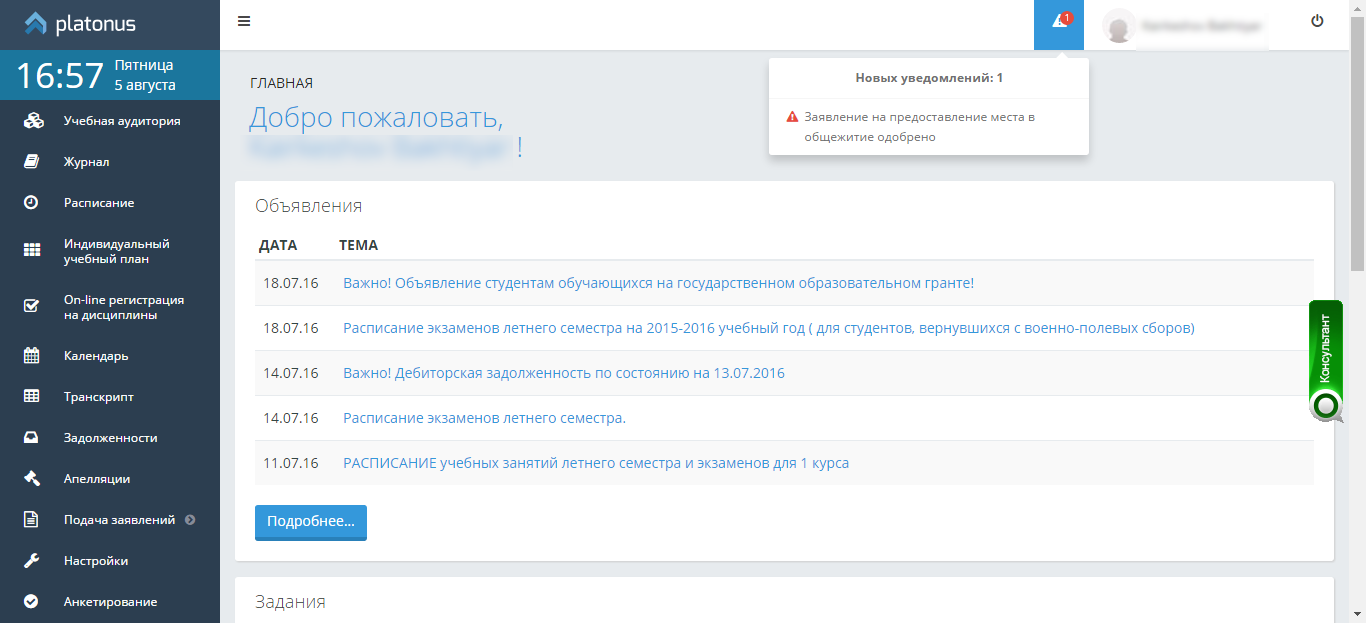 platonus
1
16:57
Пятница
5 августа
Учебная аудитория
Журнал
Расписание
Индивидуальный
учебный план
On-line регистрация
на дисциплины
Календарь
Транскрипт
Задолженности
Апелляции
Подача заявлений
Настройки
Анкетирование
Новых уведомлений: 1
Заявление на предоставление места в
общежитие одобрено
ГЛАВНАЯ
Добро пожаловать,
!
Объявления
ДАТА ТЕМА
18.07.16 Важно! Объявление студентам обучающихся на государственном образовательном гранте!
18.07.16 Расписание экзаменов летнего семестра на 2015-2016 учебный год ( для студентов, вернувшихся с военно-полевых сборов)
14.07.16 Важно! Дебиторская задолженность по состоянию на 13.07.2016
14.07.16 Расписание экзаменов летнего семестра.
11.07.16 РАСПИСАНИЕ учебных занятий летнего семестра и экзаменов для 1 курса
Подробнее...
Консультант
Задания